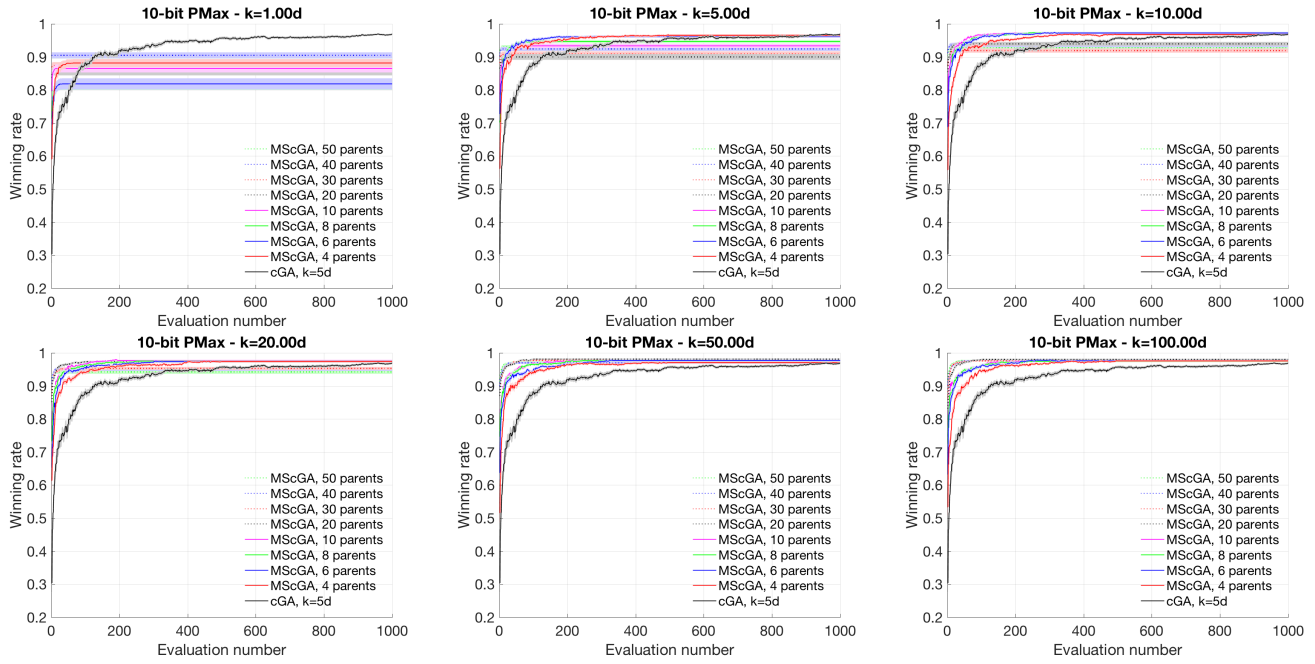 10-bit PMax - k=1.00d
1
0.9
0.8
0.7
0.6
0.5
0.4
0.3
0.2
Winning rate
MScGA, 50 parents
MScGA, 40 parents
MScGA, 30 parents
MScGA, 20 parents
MScGA, 10 parents
MScGA, 8 parents
MScGA, 6 parents
MScGA, 4 parents
cGA, k=5d
0 200 400 600 800 1000
Evaluation number
10-bit PMax - k=5.00d
1
0.9
0.8
0.7
0.6
0.5
0.4
0.3
0.2
Winning rate
MScGA, 50 parents
MScGA, 40 parents
MScGA, 30 parents
MScGA, 20 parents
MScGA, 10 parents
MScGA, 8 parents
MScGA, 6 parents
MScGA, 4 parents
cGA, k=5d
0 200 400 600 800 1000
Evaluation number
10-bit PMax - k=10.00d
1
0.9
0.8
0.7
0.6
0.5
0.4
0.3
0.2
Winning rate
MScGA, 50 parents
MScGA, 40 parents
MScGA, 30 parents
MScGA, 20 parents
MScGA, 10 parents
MScGA, 8 parents
MScGA, 6 parents
MScGA, 4 parents
cGA, k=5d
0 200 400 600 800 1000
Evaluation number
10-bit PMax - k=20.00d
1
0.9
0.8
0.7
0.6
0.5
0.4
0.3
0.2
Winning rate
MScGA, 50 parents
MScGA, 40 parents
MScGA, 30 parents
MScGA, 20 parents
MScGA, 10 parents
MScGA, 8 parents
MScGA, 6 parents
MScGA, 4 parents
cGA, k=5d
0 200 400 600 800 1000
Evaluation number
10-bit PMax - k=50.00d
1
0.9
0.8
0.7
0.6
0.5
0.4
0.3
0.2
Winning rate
MScGA, 50 parents
MScGA, 40 parents
MScGA, 30 parents
MScGA, 20 parents
MScGA, 10 parents
MScGA, 8 parents
MScGA, 6 parents
MScGA, 4 parents
cGA, k=5d
0 200 400 600 800 1000
Evaluation number
10-bit PMax - k=100.00d
1
0.9
0.8
0.7
0.6
0.5
0.4
0.3
0.2
Winning rate
MScGA, 50 parents
MScGA, 40 parents
MScGA, 30 parents
MScGA, 20 parents
MScGA, 10 parents
MScGA, 8 parents
MScGA, 6 parents
MScGA, 4 parents
cGA, k=5d
0 200 400 600 800 1000
Evaluation number